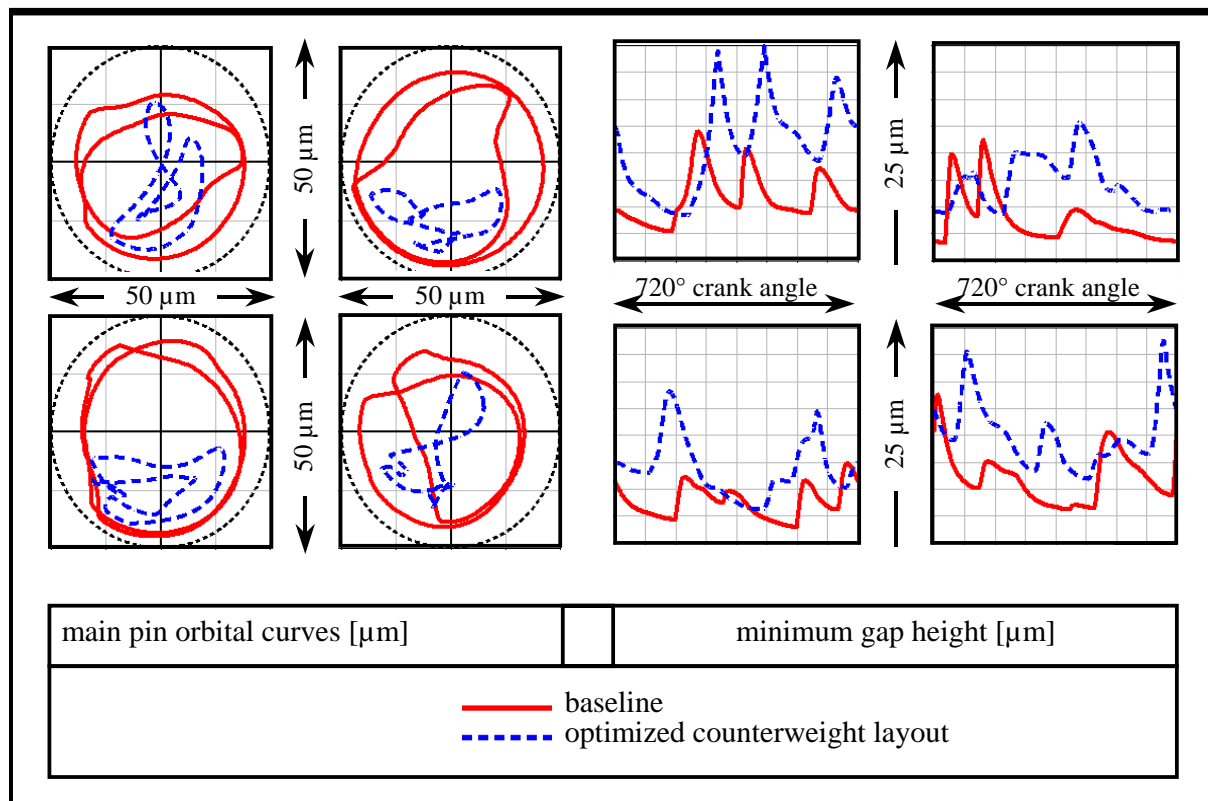 50 µm
25 µm
50 µm
50 µm
720° crank angle
720° crank angle
50 µm
25 µm
main pin orbital curves [µm]
minimum gap height [µm]
baseline
optimized counterweight layout